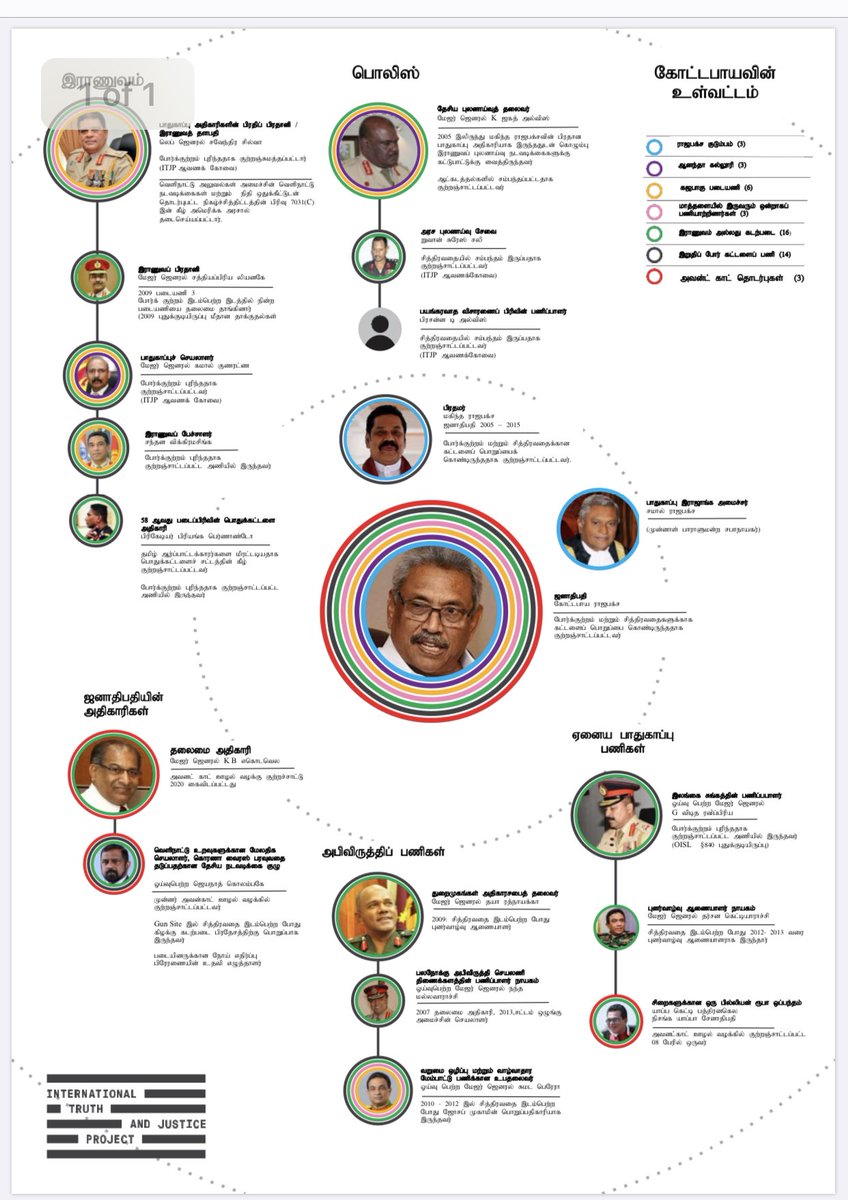 இராணுவம்
1 of 1
பாதுகாப்பு அதிகாரிகளின் பிரதிப் பிரதானி /
இராணுவத் தளபதி
லெப் ஜெனரல் சவேந்திர சில்வா
போர்க்குற்றம் புரிந்ததாக குற்றஞ்சுமத்தப்பட்டார்
(ITJP ஆவணக் கோவை)
வெளிநாட்டு அலுவல்கள் அமைச்சின் வெளிநாட்டு
நடவடிக்கைகள் மற்றும் நிதி ஒதுக்கீட்டுடன்
தொடர்புபட்ட நிகழ்ச்சித்திட்டத்தின் பிரிவு 7031(C)
இன் கீழ் அமெரிக்க அரசால்
தடைசெய்யப்பட்டார்.
இராணுவப் பிரதானி
மேஜர் ஜெனரல் சத்தியப்பிரிய லியனகே
2009 படையணி 3
போர்க் குற்றம் இடம்பெற்ற இடத்தில் நின்ற
படையணியை தலைமை தாங்கினார்
(2009 புதுக்குடியிருப்பு மீதான தாக்குதல்கள்
பாதுகாப்புச் செயலாளர்
மேஜர் ஜெனரல் கமால் குணரட்ண
போர்க்குற்றம் புரிந்ததாக
குற்றஞ்சாட்டப்பட்டவர்
(ITJP ஆவணக் கோவை)
இராணுவப் பேச்சாளர்
சந்தன விக்கிரமசிங்க
போர்க்குற்றம் புரிந்ததாக
குற்றஞ்சாட்டப்பட்ட அணியில் இருந்தவர்
58 ஆவது படைப்பிரிவின் பொதுக்கட்டளை
அதிகாரி
பிரிகேடியர் பிரியங்க பெர்ணாண்டோ
தமிழ் ஆர்ப்பாட்டக்காரர்களை மிரட்டியதாக
பொதுக்கட்டளைச் சட்டத்தின் கீழ்
குற்றஞ்சாட்டப்பட்டவர்
போர்க்குற்றம் புரிந்ததாக குற்றஞ்சாட்டப்பட்ட
அணியில் இருந்தவர்
பொலிஸ்
தேசிய புலனாய்வுத் தலைவர்
மேஜர் ஜெனரல் K ஜகத் அல்விஸ்
2005 இலிருந்து மகிந்த ராஜபக்சவின் பிரதான
பாதுகாப்பு அதிகாரியாக இருந்ததுடன் கொழும்பு
இராணுவப் புலனாய்வு நடவடிக்கைகளுக்கு
கட்டுப்பாட்டுக்கு வைத்திருந்தவர்
ஆட்கடத்தல்களில் சம்பந்தப்பட்டதாக
குற்றஞ்சாட்டப்பட்டவர்
அரச புலனாய்வு சேவை
றுவான் சுரேஸ் சலி
சித்திரவதையில் சம்பந்தம் இருப்பதாக
குற்றஞ்சாட்டப்பட்டவர்
(ITJP ஆவணக்கோவை)
பயங்கரவாத விசாரணைப் பிரிவின் பணிப்பாளர்
பிரசன்ன டி அல்விஸ்
சித்திரவதையில் சம்பந்தம் இருப்பதாக
குற்றஞ்சாட்டப்பட்டவர்
(ITJP ஆவணக்கோவை)
கோட்டபாயவின்
உள்வட்டம்
ராஜபக்ச குடும்பம் (3)
ஆனந்தா கல்லூரி (3)
கஜபாகு படையணி (6)
மாத்தளையில் இருவரும் ஒன்றாகப்
பணியாற்றினார்கள் (3)
இராணுவம் அல்லது கடற்படை (16)
இறுதிப் போர் கட்டளைப் பணி (14)
அவன்ட் காட் தொடர்புகள் (3)
பிரதமர்
மகிந்த ராஜபக்ச
ஜனாதிபதி 2005 – 2015
போர்க்குற்றம் மற்றும் சித்திரவதைக்கான
கட்டளைப் பொறுப்பைக்
கொண்டிருந்ததாக குற்றஞ்சாட்டப்பட்டவர்.
பாதுகாப்பு இராஜாங்க அமைச்சர்
சமால் ராஜபக்ச
(முன்னாள் பாராளுமன்ற சபாநாயகர்)
ஜனாதிபதி
கோட்டபாய ராஜபக்ச
போர்க்குற்றம் மற்றும் சித்திரவதைகளுக்காக
கட்டளைப் பொறுப்பை கொண்டிருந்ததாக
குற்றஞ்சாட்டப்பட்டவர்
ஜனாதிபதியின்
அதிகாரிகள்
தலைமை அதிகாரி
மேஜர் ஜெனரல் K B எகொடவெல
அவன்ட் காட் ஊழல் வழக்கு குற்றச்சாட்டு
2020 கைவிடப்பட்டது
வெளிநாட்டு உறவுகளுக்கான மேலதிக
செயலாளர், கொரணா வைரஸ் பரவுவதை
தடுப்பதற்கான தேசிய நடவடிக்கை குழு
ஓய்வுபெற்ற ஜெயநாத் கொலம்பகே
முன்னர் அவன்காட் ஊழல் வழக்கில்
குற்றஞ்சாட்டப்பட்டவர்
Gun Site இல் சித்திரவதை இடம்பெற்ற போது
கிழக்கு கடற்படை பிரதேசத்திற்கு பொறுப்பாக
இருந்தவர்
படையினருக்கான நோய் எதிர்ப்பு
பிரேரணையின் உதவி எழுத்தாளர்
அபிவிருத்திப் பணிகள்
துறைமுகங்கள் அதிகாரசபைத் தலைவர்
மேஜர் ஜெனரல் தயா ரத்நாயக்கா
2009: சித்திரவதை இடம்பெற்ற போது
புனர்வாழ்வு ஆணையாளர்
பலநோக்கு அபிவிருத்தி செயலணி
திணைக்களத்தின் பணிப்பாளர் நாயகம்
ஓய்வுபெற்ற மேஜர் ஜெனரல் நந்த
மல்லவாராச்சி
2007 தலைமை அதிகாரி, 2013,சட்டம் ஒழுங்கு
அமைச்சின் செயலாளர்
வறுமை ஒழிப்பு மற்றும் வாழ்வாதார
மேம்பாட்டு பணிக்கான உபதலைவர்
ஓய்வு பெற்ற மேஜர் ஜெனரல் சுமட பெரேரா
2010 - 2012 இல் சித்திரவதை இடம்பெற்ற
போது ஜோசப் முகாமின் பொறுப்பதிகாரியாக
இருந்தவர்
ஏனைய பாதுகாப்பு
பணிகள்
இலங்கை சுங்கத்தின் பணிப்பாளர்
ஓய்வு பெற்ற மேஜர் ஜெனரல்
G விஜித ரவிப்பிரிய
போர்க்குற்றம் புரிந்ததாக
குற்றஞ்சாட்டப்பட்ட அணியில் இருந்தவர்
(OISL §840 புதுக்குடியிருப்பு)
புனர்வாழ்வு ஆணையாளர் நாயகம்
மேஜர் ஜெனரல் தர்சன கெட்டியாராச்சி
சித்திரவதை இடம்பெற்ற போது 2012- 2013 வரை
புனர்வாழ்வு ஆணையாளராக இருந்தார்
சிறைகளுக்கான ஒரு பில்லியன் ரூபா ஒப்பந்தம்
யாப்ப கெட்டி பத்திரணகெல
நிசங்க யாப்பா சேனாதிபதி
அவன்ட்காட் ஊழல் வழக்கில் குற்றஞ்சாட்டப்பட்ட
08 பேரில் ஒருவர்
INTERNATIONAL
TRUTH
AND JUSTICE
PROJECT